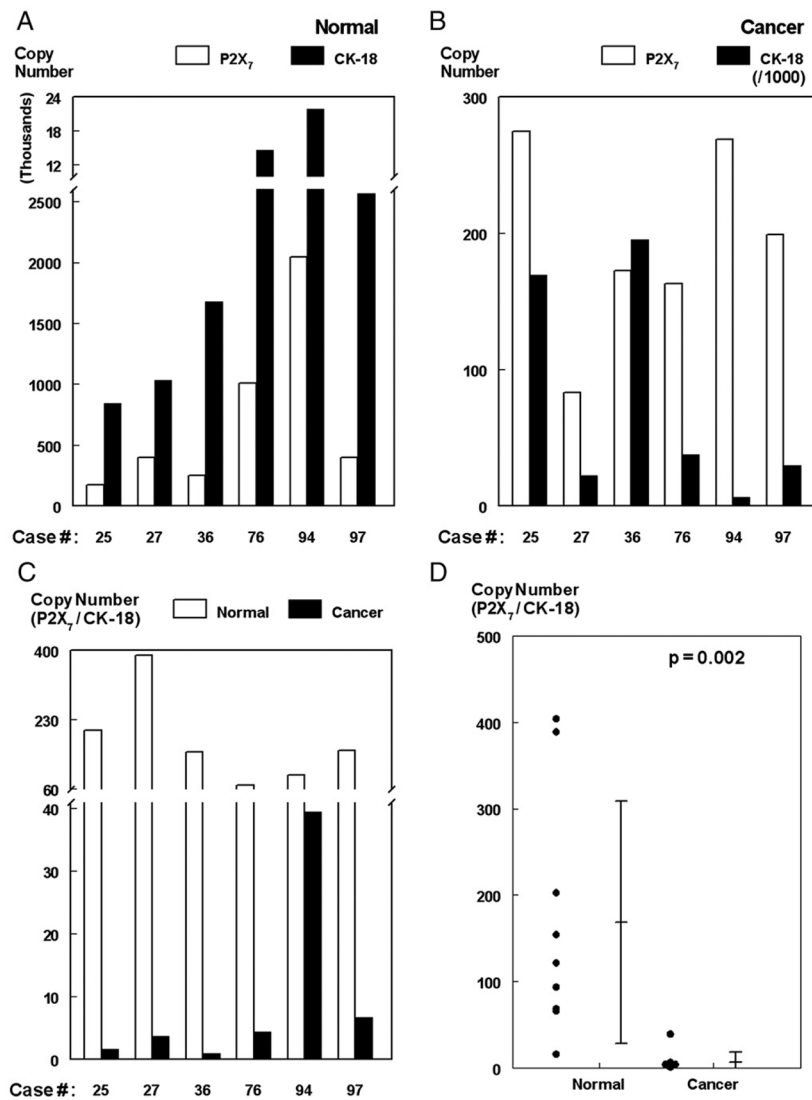 A
Normal
Copy
Number
P2X₇
CK-18
(Thousands)
24
18
12
2500
2000
1500
1000
500
0
Case #: 25 27 36 76 94 97
B
Cancer
Copy
Number
P2X₇
CK-18
(/1000)
300
200
100
0
Case #: 25 27 36 76 94 97
C
Copy Number
(P2X₇/CK-18)
Normal
Cancer
400
230
60
40
30
20
10
0
Case #: 25 27 36 76 94 97
D
Copy Number
(P2X₇/CK-18)
500
p = 0.002
400
300
200
100
0
Normal Cancer